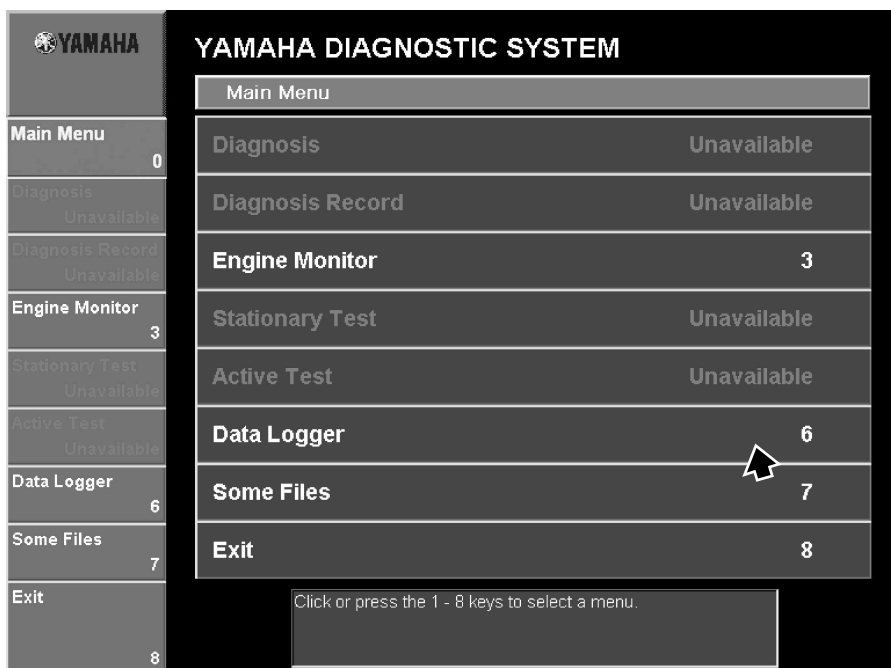 YAMAHA
YAMAHA DIAGNOSTIC SYSTEM
Main Menu
Main Menu
0
Diagnosis
Unavailable
Diagnosis Record
Unavailable
Engine Monitor
3
Stationary Test
Unavailable
Active Test
Unavailable
Data Logger
6
Some Files
7
Exit
8
Diagnosis Unavailable
Diagnosis Record Unavailable
Engine Monitor 3
Stationary Test Unavailable
Active Test Unavailable
Data Logger 6
Some Files 7
Exit 8
Click or press the 1 - 8 keys to select a menu.